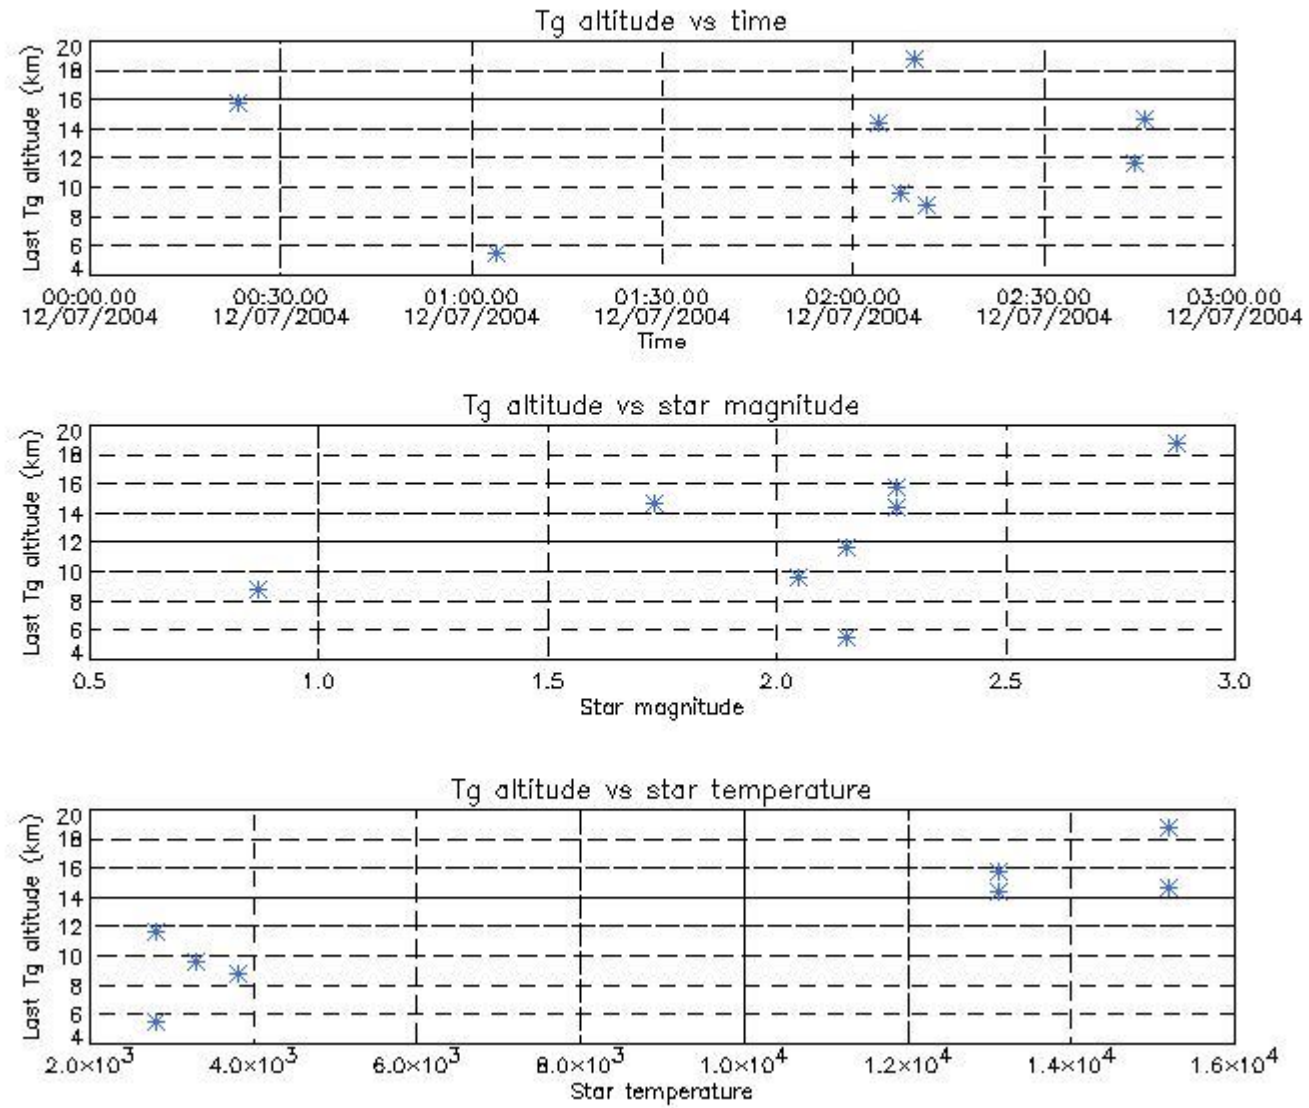 Tg altitude vs time
Last Tg altitude (km)
20
18
16
14
12
10
8
6
4
00:00.00 00:30.00 01:00.00 01:30.00 02:00.00 02:30.00 03:00.00
12/07/2004 12/07/2004 12/07/2004 12/07/2004 12/07/2004 12/07/2004 12/07/2004
Time
Tg altitude vs star magnitude
Last Tg altitude (km)
20
18
16
14
12
10
8
6
4
0.5 1.0 1.5 2.0 2.5 3.0
Star magnitude
Tg altitude vs star temperature
Last Tg altitude (km)
20
18
16
14
12
10
8
6
4
2.0×10³ 4.0×10³ 6.0×10³ 8.0×10³ 1.0×10⁴ 1.2×10⁴ 1.4×10⁴ 1.6×10⁴
Star temperature